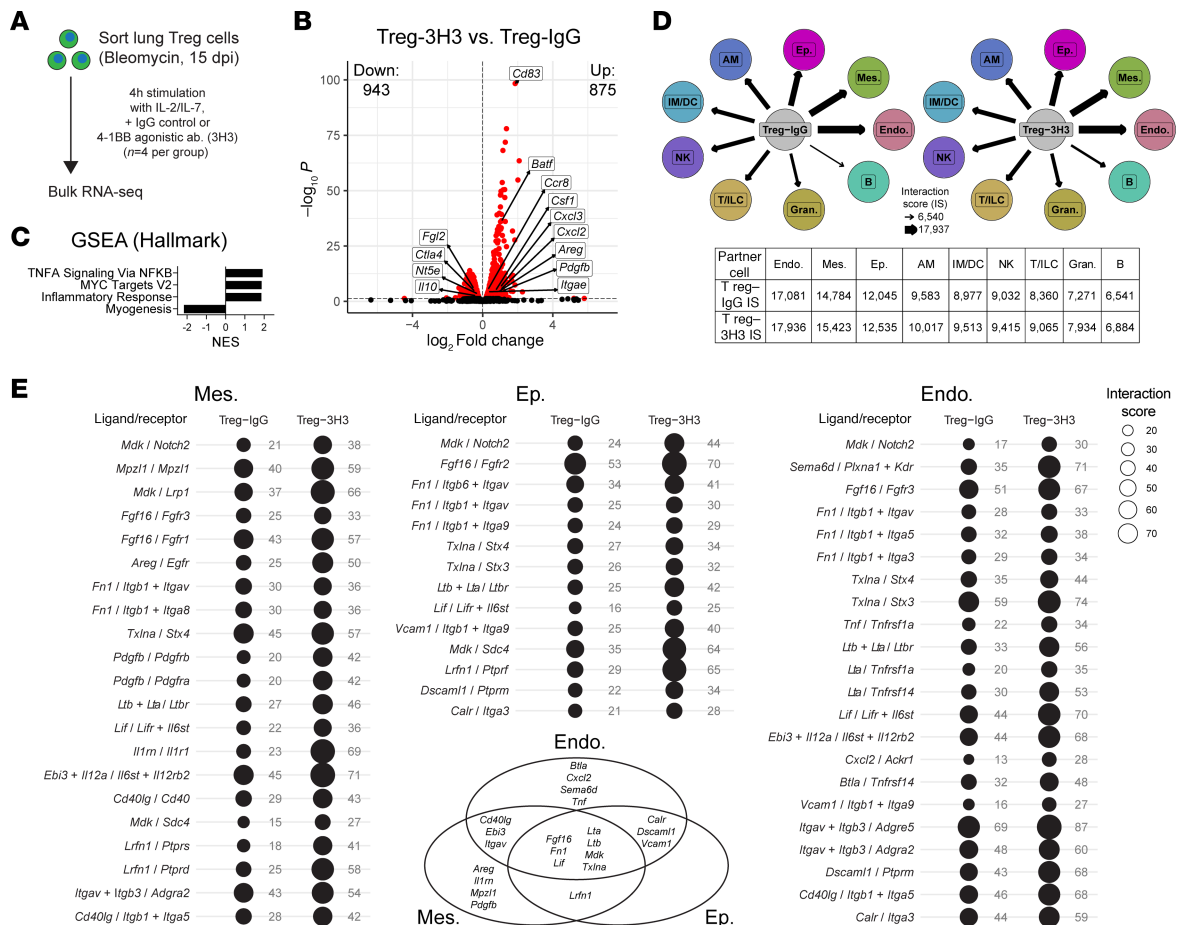 A
Sort lung Treg cells
(Bleomycin, 15 dpi)
4h stimulation
with IL-2/IL-7,
+ IgG control or
4-1BB agonistic ab. (3H3)
(n=4 per group)
Bulk RNA-seq
B
Treg-3H3 vs. Treg-IgG
Down:
943
Up:
875
Cd83
Batf
Ccr8
Csf1
Cxcl3
Cxcl2
Areg
Pdgfb
Itgae
Fgl2
Ctla4
Nt5e
Il10
100
75
50
25
0
−log10 P
−4 0 4
log2 Fold change
C
GSEA (Hallmark)
TNFA Signaling Via NFKB
MYC Targets V2
Inflammatory Response
Myogenesis
-2 -1 0 1 2
NES
D
Treg−IgG
AM
Ep.
Mes.
Endo.
B
Gran.
T/ILC
NK
IM/DC
Treg−3H3
AM
Ep.
Mes.
Endo.
B
Gran.
T/ILC
NK
IM/DC
Interaction
score (IS)
6,540
17,937
Partner cell Endo. Mes. Ep. AM IM/DC NK T/ILC Gran. B
T reg–IgG IS 17,081 14,784 12,045 9,583 8,977 9,032 8,360 7,271 6,541
T reg–3H3 IS 17,936 15,423 12,535 10,017 9,513 9,415 9,065 7,934 6,884
E
Mes.
Ligand/receptor Treg−IgG Treg−3H3
Mdk / Notch2 21 38
Mpzl1 / Mpzl1 40 59
Mdk / Lrp1 37 66
Fgf16 / Fgfr3 25 33
Fgf16 / Fgfr1 43 57
Areg / Egfr 25 50
Fn1 / Itgb1 + Itgav 30 36
Fn1 / Itgb1 + Itga8 30 36
Txlna / Stx4 45 57
Pdgfb / Pdgfrb 20 42
Pdgfb / Pdgfra 20 42
Ltb + Lta / Ltbr 27 46
Lif / Lifr + Il6st 22 36
Il1rn / Il1r1 23 69
Ebi3 + Il12a / Il6st + Il12rb2 45 71
Cd40lg / Cd40 29 43
Mdk / Sdc4 15 27
Lrfn1 / Ptprs 18 41
Lrfn1 / Ptprd 25 58
Itgav + Itgb3 / Adgra2 43 54
Cd40lg / Itgb1 + Itga5 28 42
Ep.
Ligand/receptor Treg−IgG Treg−3H3
Mdk / Notch2 24 44
Fgf16 / Fgfr2 53 70
Fn1 / Itgb6 + Itgav 34 41
Fn1 / Itgb1 + Itgav 25 30
Fn1 / Itgb1 + Itga9 24 29
Txlna / Stx4 27 34
Txlna / Stx3 26 32
Ltb + Lta / Ltbr 25 42
Lif / Lifr + Il6st 16 25
Vcam1 / Itgb1 + Itga9 25 40
Mdk / Sdc4 35 64
Lrfn1 / Ptprf 29 65
Dscaml1 / Ptprm 22 34
Calr / Itga3 21 28
Endo.
Btla
Cxcl2
Sema6d
Tnf
Cd40lg
Ebi3
Itgav
Fgf16
Fn1
Lif
Lta
Ltb
Mdk
Txlna
Calr
Dscaml1
Vcam1
Areg
Il1rn
Mpzl1
Pdgfb
Lrfn1
Mes.
Ep.
Endo.
Ligand/receptor Treg−IgG Treg−3H3
Mdk / Notch2 17 30
Sema6d / Plxna1 + Kdr 35 71
Fgf16 / Fgfr3 51 67
Fn1 / Itgb1 + Itgav 28 33
Fn1 / Itgb1 + Itga5 32 38
Fn1 / Itgb1 + Itga3 29 34
Txlna / Stx4 35 44
Txlna / Stx3 59 74
Tnf / Tnfrsf1a 22 34
Ltb + Lta / Ltbr 33 56
Lta / Tnfrsf1a 20 35
Lta / Tnfrsf14 30 53
Lif / Lifr + Il6st 44 70
Ebi3 + Il12a / Il6st + Il12rb2 44 68
Cxcl2 / Ackr1 13 28
Btla / Tnfrsf14 32 48
Vcam1 / Itgb1 + Itga9 16 27
Itgav + Itgb3 / Adgre5 69 87
Itgav + Itgb3 / Adgra2 48 60
Dscaml1 / Ptprm 43 68
Cd40lg / Itgb1 + Itga5 46 68
Calr / Itga3 44 59
Interaction
score
20
30
40
50
60
70